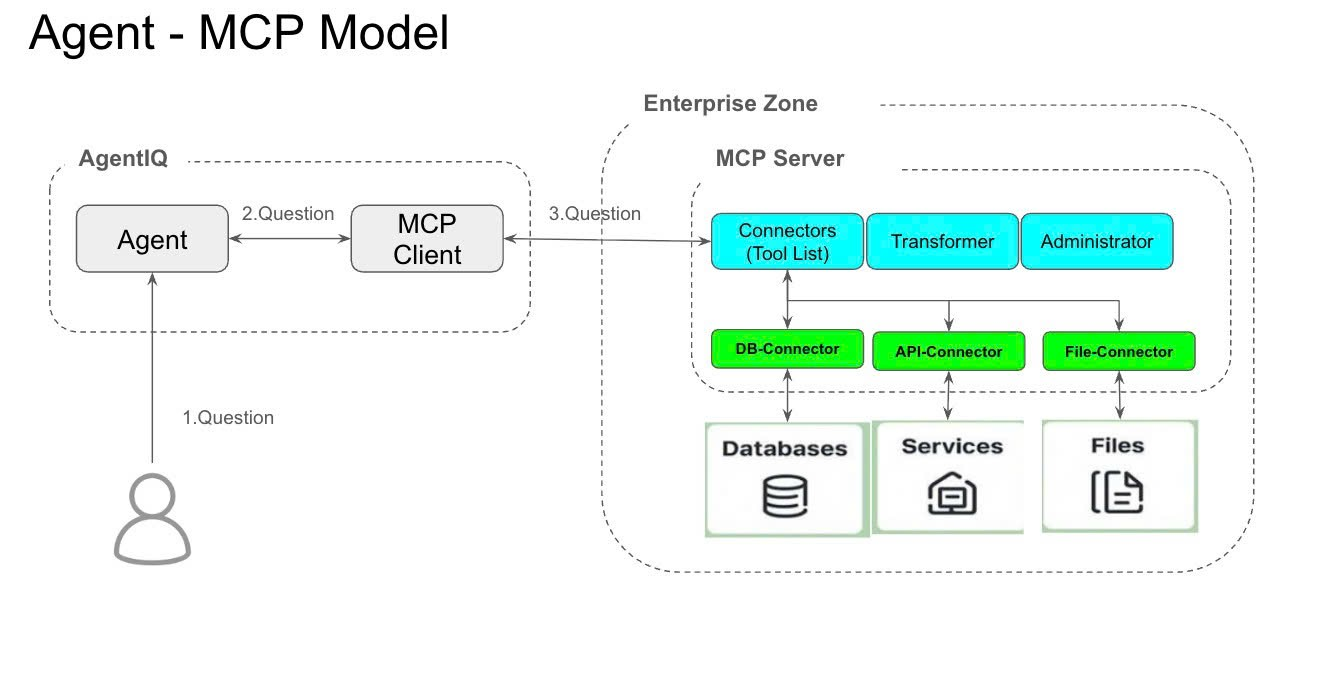 Agent - MCP Model
Enterprise Zone
AgentIQ
MCP Server
Agent
2.Question
MCP
Client
3.Question
Connectors
(Tool List)
Transformer
Administrator
DB-Connector
API-Connector
File-Connector
1.Question
Databases
Services
Files